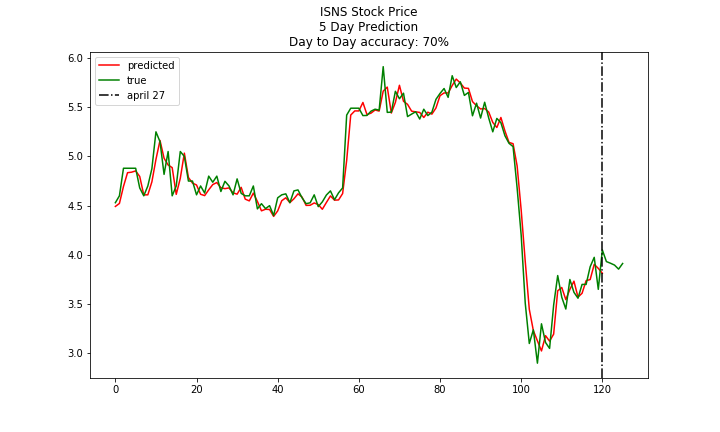 ISNS Stock Price
5 Day Prediction
Day to Day accuracy: 70%
predicted
true
april 27
6.0
5.5
5.0
4.5
4.0
3.5
3.0
0 20 40 60 80 100 120